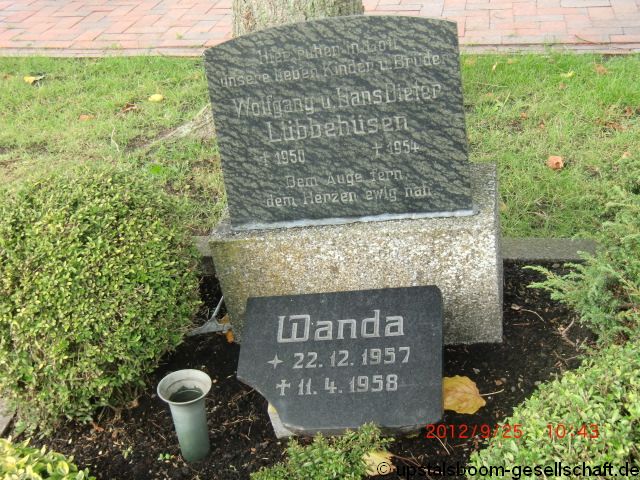 Hier ruhen in Gott
unsere lieben Kinder u. Brüder
Wolfgang u. Hans Dieter
Lübbehüsen
✝ 1950 ✝ 1954
Dem Auge fern,
dem Herzen ewig nah
Wanda
✶ 22. 12. 1957
✝ 11. 4. 1958
2012/9/25 10:43
© upstalsboom-gesellschaft.de